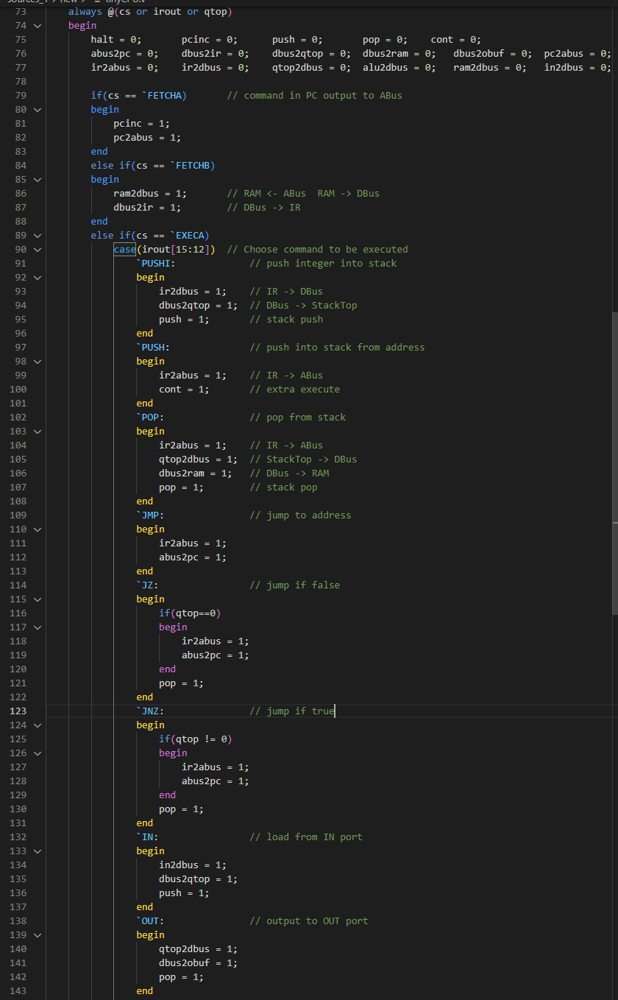 73 always @(cs or irout or qtop)
74 begin
75 halt = 0; pcinc = 0; push = 0; pop = 0; cont = 0;
76 abus2pc = 0; dbus2ir = 0; dbus2qtop = 0; dbus2ram = 0; dbus2obuf = 0; pc2abus = 0;
77 ir2abus = 0; ir2dbus = 0; qtop2dbus = 0; alu2dbus = 0; ram2dbus = 0; in2dbus = 0;
78
79 if(cs == `FETCHA) // command in PC output to ABus
80 begin
81 pcinc = 1;
82 pc2abus = 1;
83 end
84 else if(cs == `FETCHB)
85 begin
86 ram2dbus = 1; // RAM <- ABus RAM -> DBus
87 dbus2ir = 1; // DBus -> IR
88 end
89 else if(cs == `EXECA)
90 case(irout[15:12]) // Choose command to be executed
91 `PUSHI: // push integer into stack
92 begin
93 ir2dbus = 1; // IR -> DBus
94 dbus2qtop = 1; // DBus -> StackTop
95 push = 1; // stack push
96 end
97 `PUSH: // push into stack from address
98 begin
99 ir2abus = 1; // IR -> ABus
100 cont = 1; // extra execute
101 end
102 `POP: // pop from stack
103 begin
104 ir2abus = 1; // IR -> ABus
105 qtop2dbus = 1; // StackTop -> DBus
106 dbus2ram = 1; // DBus -> RAM
107 pop = 1; // stack pop
108 end
109 `JMP: // jump to address
110 begin
111 ir2abus = 1;
112 abus2pc = 1;
113 end
114 `JZ: // jump if false
115 begin
116 if(qtop==0)
117 begin
118 ir2abus = 1;
119 abus2pc = 1;
120 end
121 pop = 1;
122 end
123 `JNZ: // jump if true
124 begin
125 if(qtop != 0)
126 begin
127 ir2abus = 1;
128 abus2pc = 1;
129 end
130 pop = 1;
131 end
132 `IN: // load from IN port
133 begin
134 in2dbus = 1;
135 dbus2qtop = 1;
136 push = 1;
137 end
138 `OUT: // output to OUT port
139 begin
140 qtop2dbus = 1;
141 dbus2obuf = 1;
142 pop = 1;
143 end